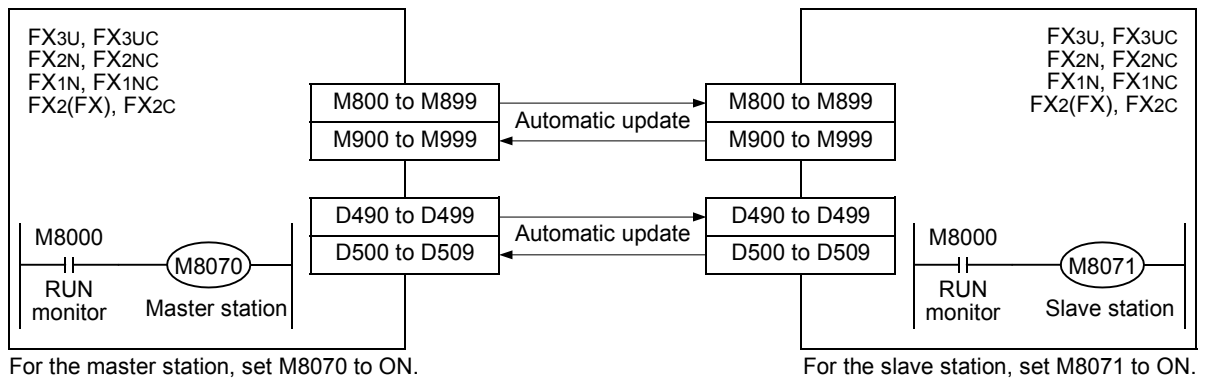 FX3U, FX3UC
FX2N, FX2NC
FX1N, FX1NC
FX2(FX), FX2C
M800 to M899
M900 to M999
D490 to D499
D500 to D509
M8000
M8070
RUN
monitor
Master station
Automatic update
Automatic update
FX3U, FX3UC
FX2N, FX2NC
FX1N, FX1NC
FX2(FX), FX2C
M800 to M899
M900 to M999
D490 to D499
D500 to D509
M8000
M8071
RUN
monitor
Slave station
For the master station, set M8070 to ON.
For the slave station, set M8071 to ON.